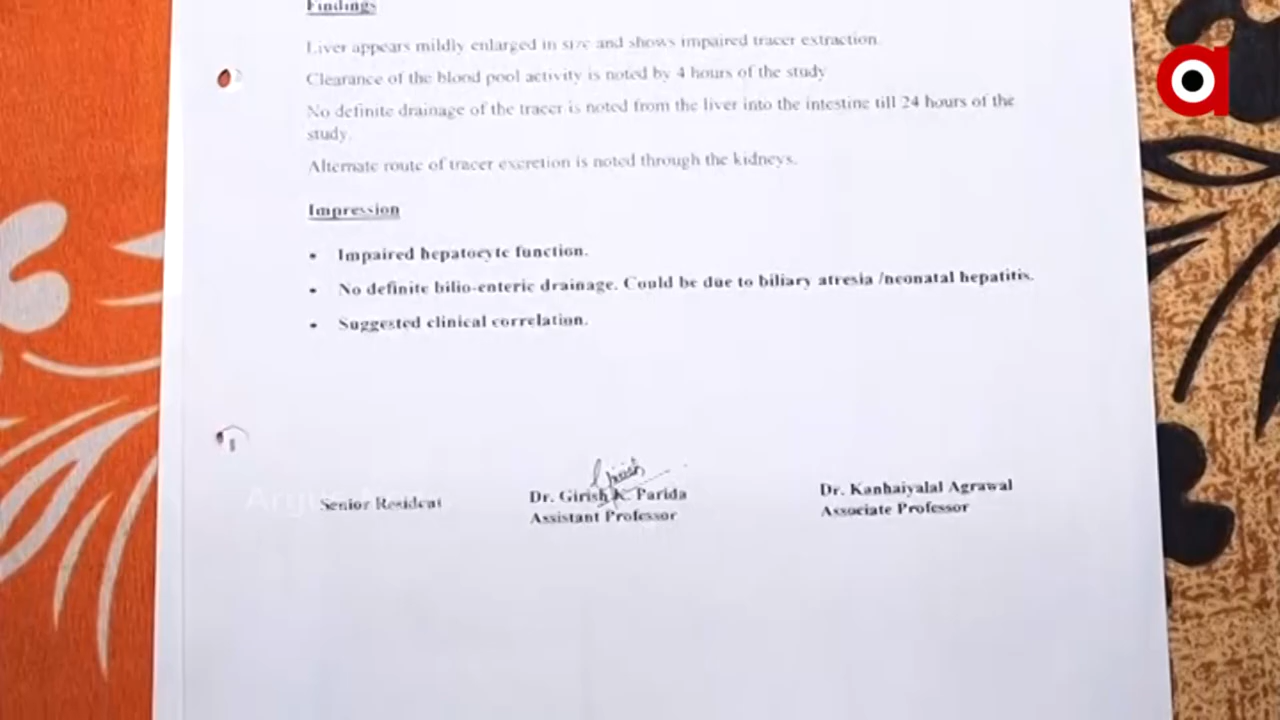 Findings
Liver appears mildly enlarged in size and shows impaired tracer extraction.
Clearance of the blood pool activity is noted by 4 hours of the study
No definite drainage of the tracer is noted from the liver into the intestine till 24 hours of the
study.
Alternate route of tracer excretion is noted through the kidneys.
Impression
• Impaired hepatocyte function.
• No definite bilio-enteric drainage. Could be due to biliary atresia /neonatal hepatitis.
• Suggested clinical correlation.
Girish
Senior Resident
Dr. Girish K. Parida
Assistant Professor
Dr. Kanhaiyalal Agrawal
Associate Professor
a